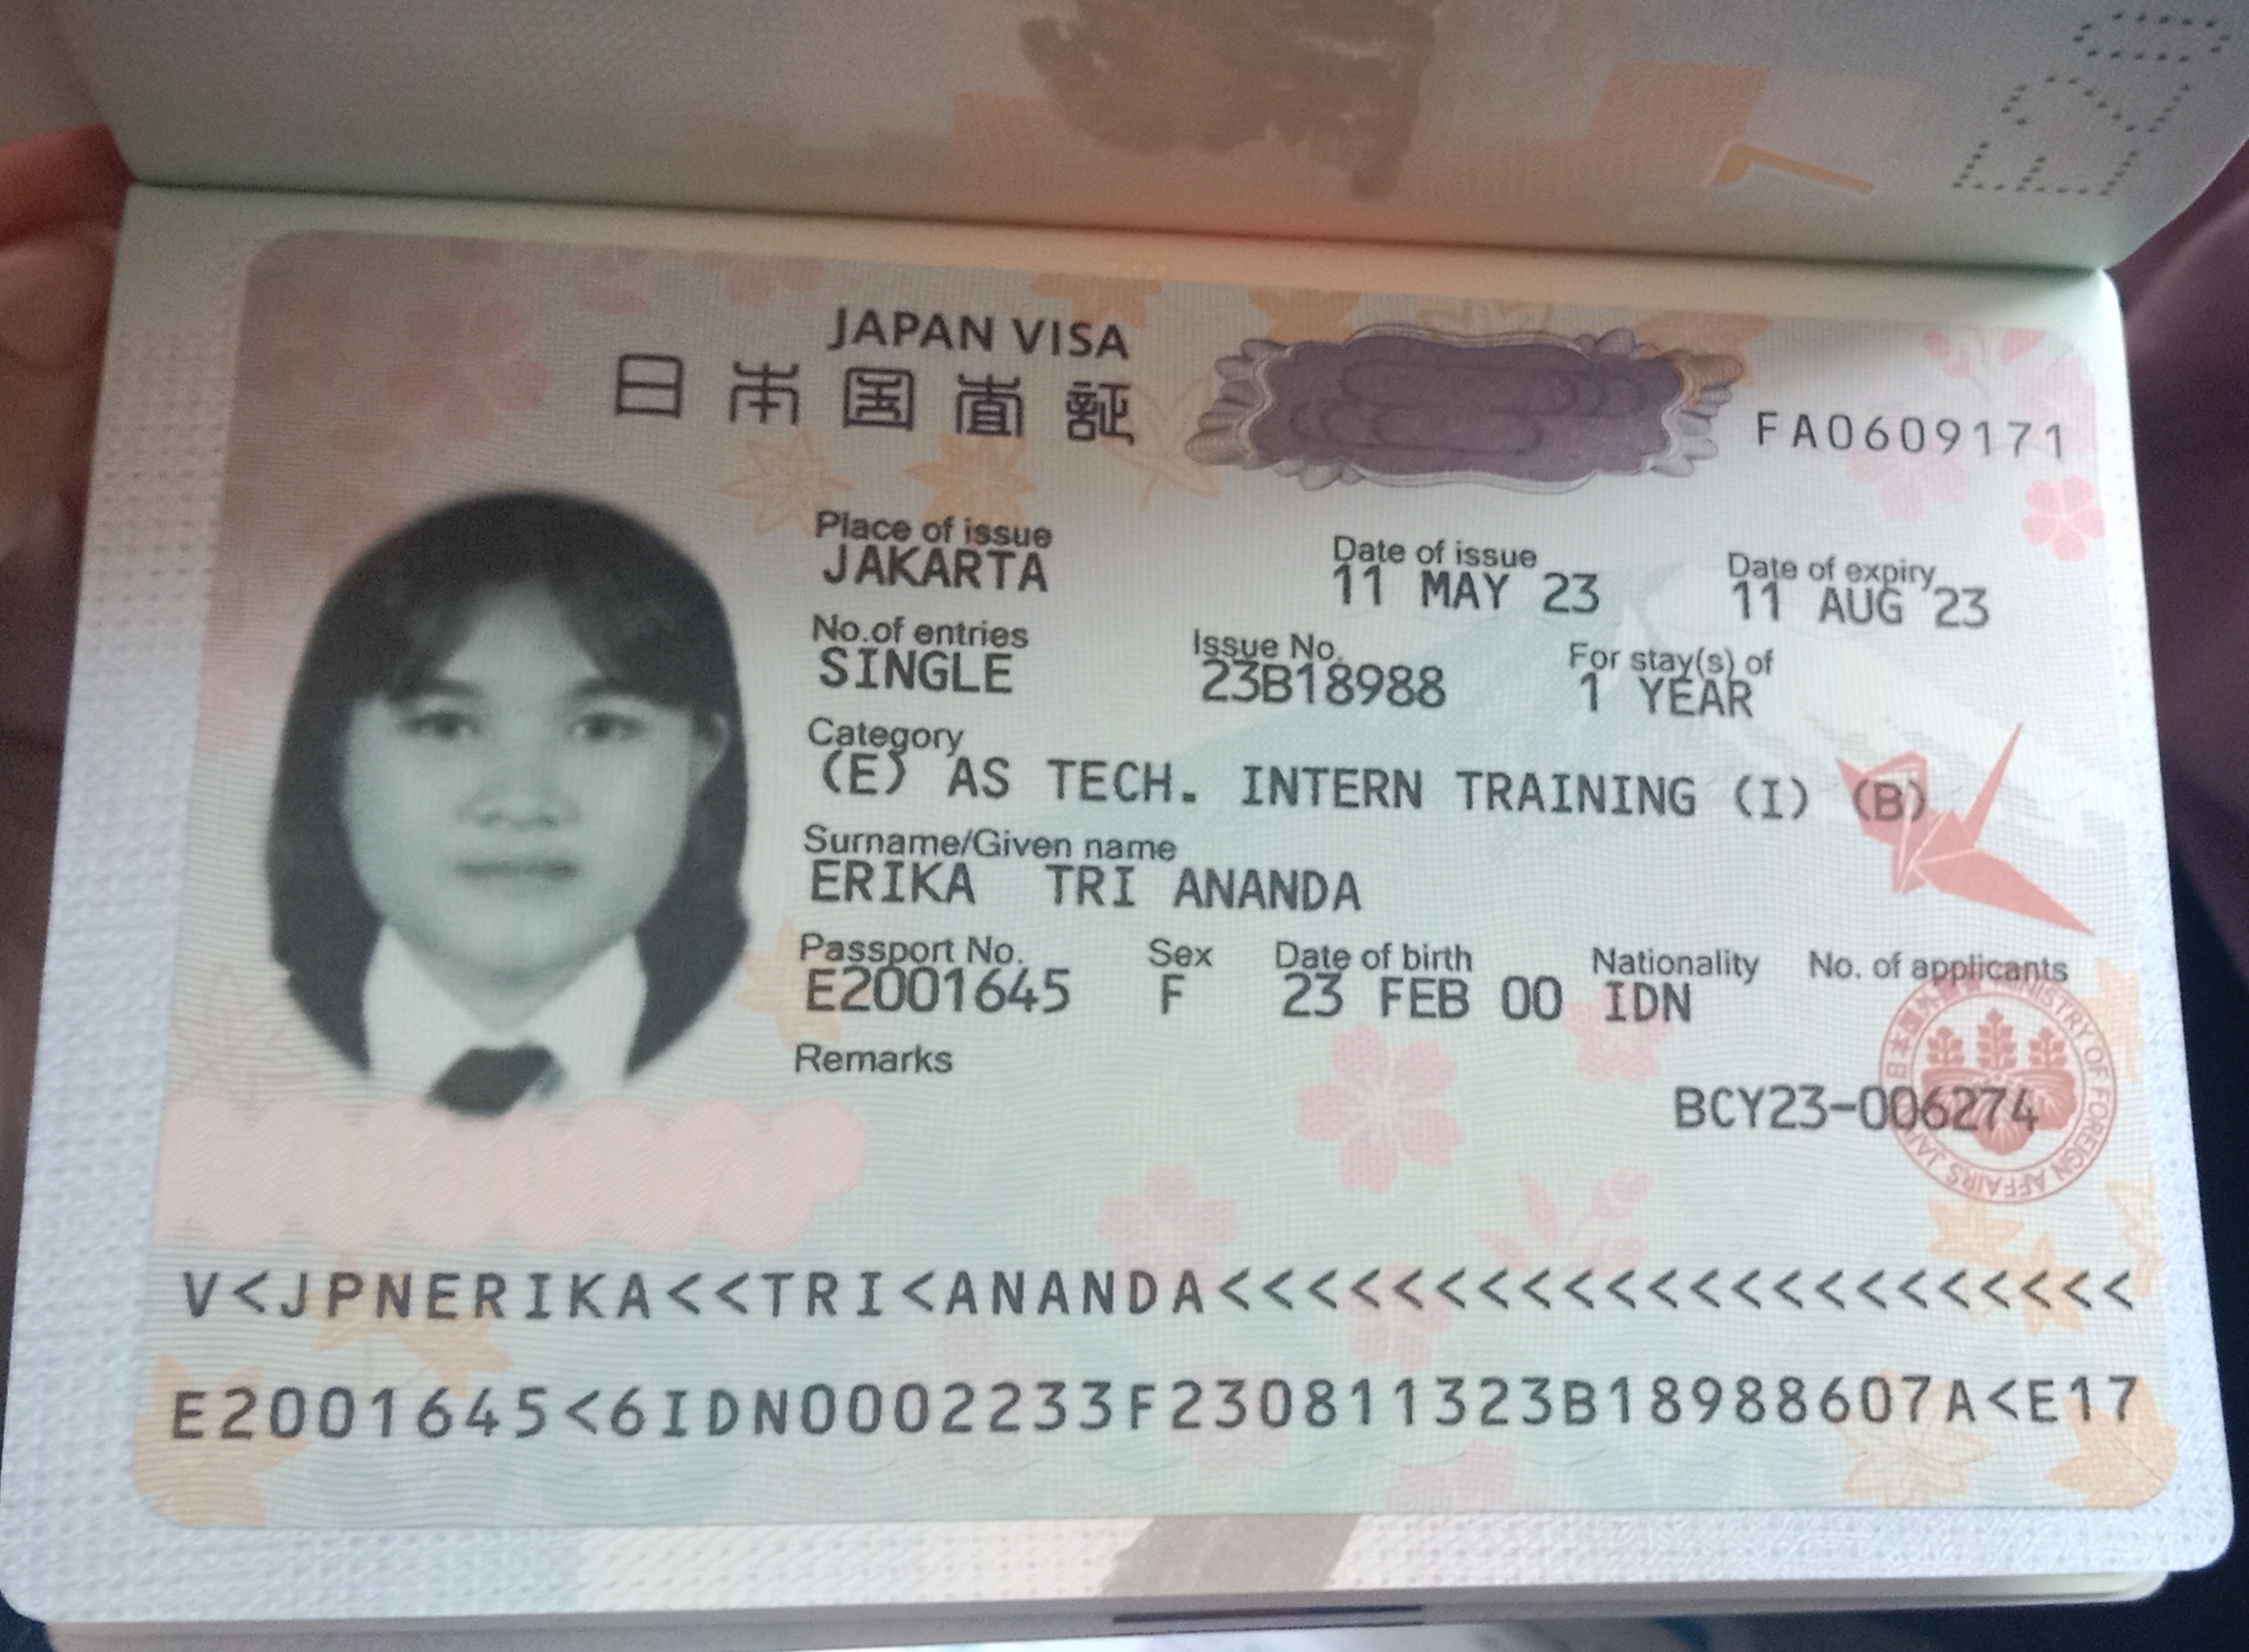 E20
JAPAN VISA
日本国査証
FA0609171
Place of issue
JAKARTA
Date of issue
11 MAY 23
Date of expiry
11 AUG 23
No.of entries
SINGLE
Issue No.
23B18988
For stay(s) of
1 YEAR
Category
(E) AS TECH. INTERN TRAINING (I) (B)
Surname/Given name
ERIKA TRI ANANDA
Passport No.
E2001645
Sex
F
Date of birth
23 FEB 00
Nationality
IDN
No. of applicants
Remarks
MINISTRY OF FOREIGN AFFAIRS JAPAN
BCY23-006274
V<JPNERIKA<<TRI<ANANDA<<<<<<<<<<<<<<<<<<<<<<
E2001645<6IDN0002233F230811323B18988607A<E17